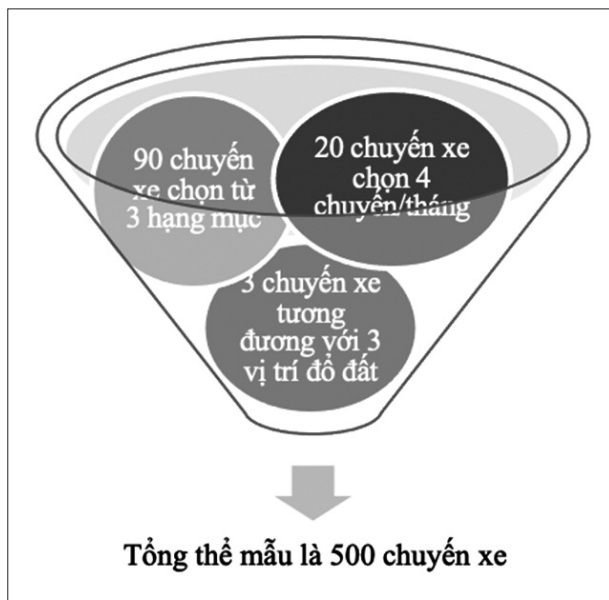 90 chuyến
xe chọn từ
3 hạng mục
20 chuyến xe
chọn 4
chuyến/tháng
3 chuyến xe
tương
đương với 3
vị trí đổ đất
Tổng thể mẫu là 500 chuyến xe